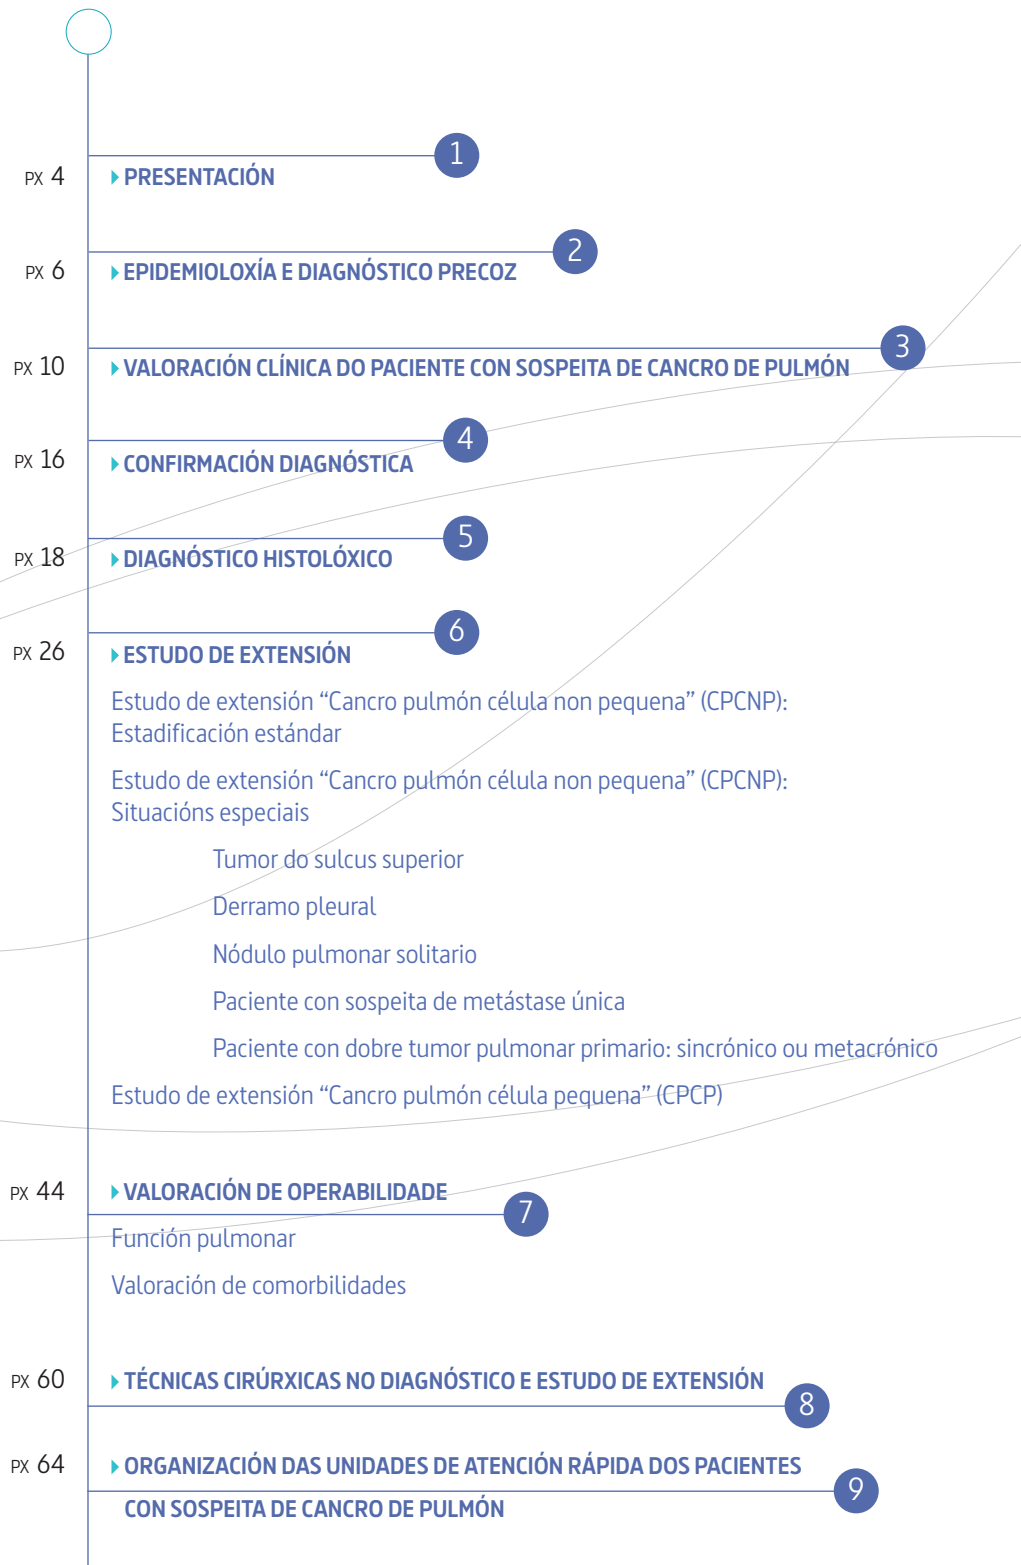 1
PX 4 PRESENTACIÓN
2
PX 6 EPIDEMIOLOXÍA E DIAGNÓSTICO PRECOZ
3
PX 10 VALORACIÓN CLÍNICA DO PACIENTE CON SOSPEITA DE CANCRO DE PULMÓN
4
PX 16 CONFIRMACIÓN DIAGNÓSTICA
5
PX 18 DIAGNÓSTICO HISTOLÓXICO
6
PX 26 ESTUDO DE EXTENSIÓN
Estudo de extensión “Cancro pulmón célula non pequena” (CPCNP):
Estadificación estándar
Estudo de extensión “Cancro pulmón célula non pequena” (CPCNP):
Situacións especiais
Tumor do sulcus superior
Derramo pleural
Nódulo pulmonar solitario
Paciente con sospeita de metástase única
Paciente con dobre tumor pulmonar primario: sincrónico ou metacrónico
Estudo de extensión “Cancro pulmón célula pequena” (CPCP)
PX 44 VALORACIÓN DE OPERABILIDADE
7
Función pulmonar
Valoración de comorbilidades
PX 60 TÉCNICAS CIRÚRXICAS NO DIAGNÓSTICO E ESTUDO DE EXTENSIÓN
8
PX 64 ORGANIZACIÓN DAS UNIDADES DE ATENCIÓN RÁPIDA DOS PACIENTES
9
CON SOSPEITA DE CANCRO DE PULMÓN